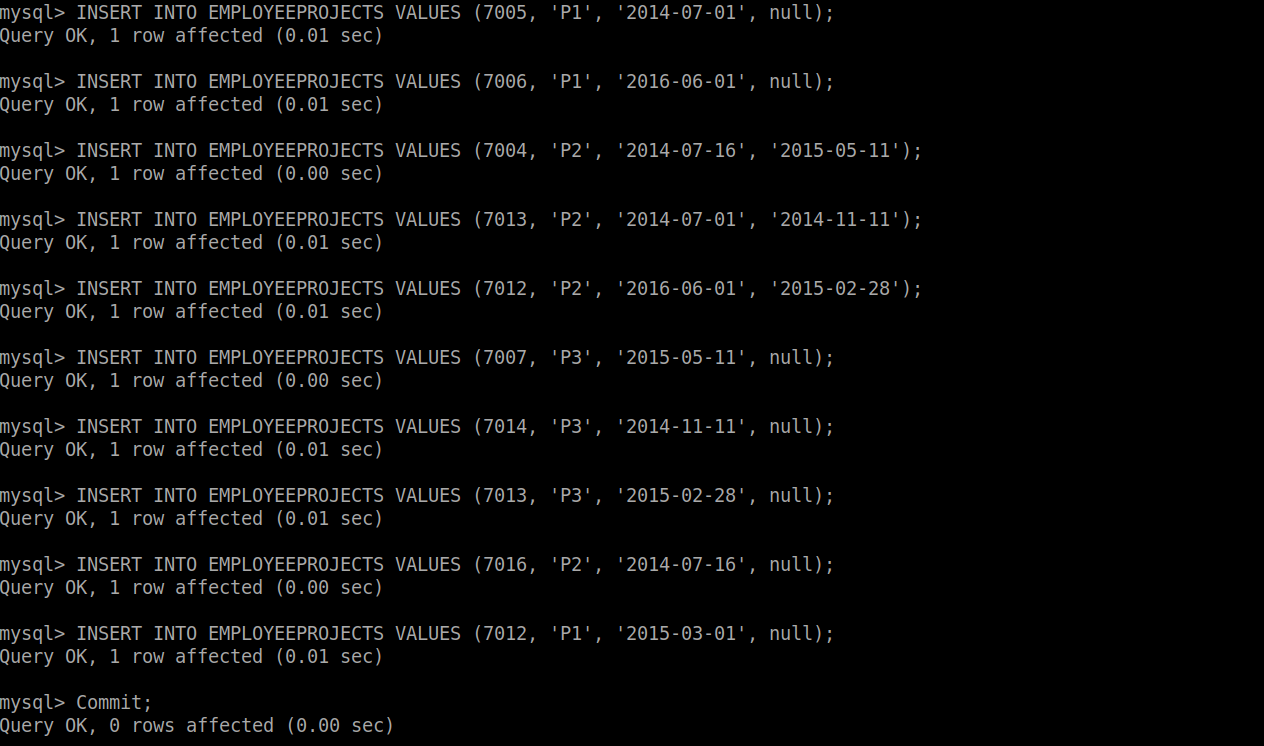 mysql> INSERT INTO EMPLOYEEPROJECTS VALUES (7005, 'P1', '2014-07-01', null);
Query OK, 1 row affected (0.01 sec)
mysql> INSERT INTO EMPLOYEEPROJECTS VALUES (7006, 'P1', '2016-06-01', null);
Query OK, 1 row affected (0.01 sec)
mysql> INSERT INTO EMPLOYEEPROJECTS VALUES (7004, 'P2', '2014-07-16', '2015-05-11');
Query OK, 1 row affected (0.00 sec)
mysql> INSERT INTO EMPLOYEEPROJECTS VALUES (7013, 'P2', '2014-07-01', '2014-11-11');
Query OK, 1 row affected (0.01 sec)
mysql> INSERT INTO EMPLOYEEPROJECTS VALUES (7012, 'P2', '2016-06-01', '2015-02-28');
Query OK, 1 row affected (0.01 sec)
mysql> INSERT INTO EMPLOYEEPROJECTS VALUES (7007, 'P3', '2015-05-11', null);
Query OK, 1 row affected (0.00 sec)
mysql> INSERT INTO EMPLOYEEPROJECTS VALUES (7014, 'P3', '2014-11-11', null);
Query OK, 1 row affected (0.01 sec)
mysql> INSERT INTO EMPLOYEEPROJECTS VALUES (7013, 'P3', '2015-02-28', null);
Query OK, 1 row affected (0.01 sec)
mysql> INSERT INTO EMPLOYEEPROJECTS VALUES (7016, 'P2', '2014-07-16', null);
Query OK, 1 row affected (0.00 sec)
mysql> INSERT INTO EMPLOYEEPROJECTS VALUES (7012, 'P1', '2015-03-01', null);
Query OK, 1 row affected (0.01 sec)
mysql> Commit;
Query OK, 0 rows affected (0.00 sec)